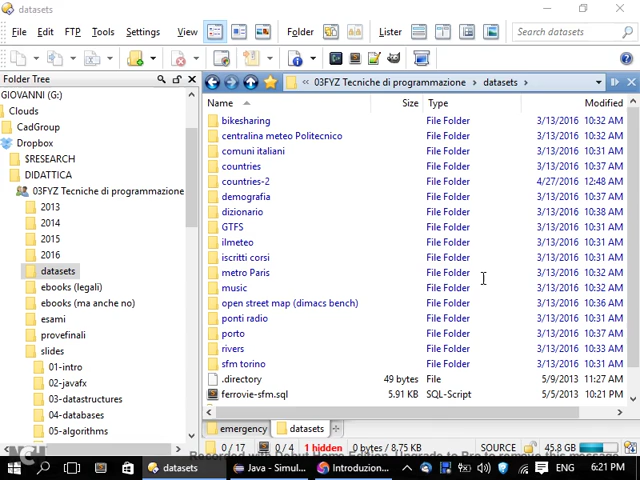 datasets
File Edit FTP Tools Settings View Filter Lister Search datasets
Folder Tree
03FYZ Tecniche di programmazione datasets
GIOVANNI (G:)
Clouds
CadGroup
Dropbox
$RESEARCH
DIDATTICA
03FYZ Tecniche di programmazione
2013
2014
2015
2016
datasets
ebooks (legali)
ebooks (ma anche no)
esami
provefinali
slides
01-intro
02-javafx
03-datastructures
04-databases
05-algorithms
Name Size Type Modified
bikesharing File Folder 3/13/2016 10:32 AM
centralina meteo Politecnico File Folder 3/13/2016 10:32 AM
comuni italiani File Folder 3/13/2016 10:31 AM
countries File Folder 3/13/2016 10:37 AM
countries-2 File Folder 4/27/2016 12:48 AM
demografia File Folder 3/13/2016 10:37 AM
dizionario File Folder 3/13/2016 10:38 AM
GTFS File Folder 3/13/2016 10:31 AM
ilmeteo File Folder 3/13/2016 10:31 AM
iscritti corsi File Folder 3/13/2016 10:31 AM
metro Paris File Folder 3/13/2016 10:32 AM
music File Folder 3/13/2016 10:32 AM
open street map (dimacs bench) File Folder 3/13/2016 10:36 AM
ponti radio File Folder 3/13/2016 10:31 AM
porto File Folder 3/13/2016 10:37 AM
rivers File Folder 3/13/2016 10:33 AM
sfm torino File Folder 3/13/2016 10:31 AM
.directory 49 bytes File 5/9/2013 11:27 AM
ferrovie-sfm.sql 5.91 KB SQL-Script 5/5/2013 10:21 PM
emergency datasets
0 / 17 0 / 4 1 hidden 0 bytes / 8,75 KB SOURCE 45.8 GB
Recorded with Debut Home Edition. Upgrade to Pro to remove this message
datasets Java - Simul... Introduzion... ENG 6:21 PM